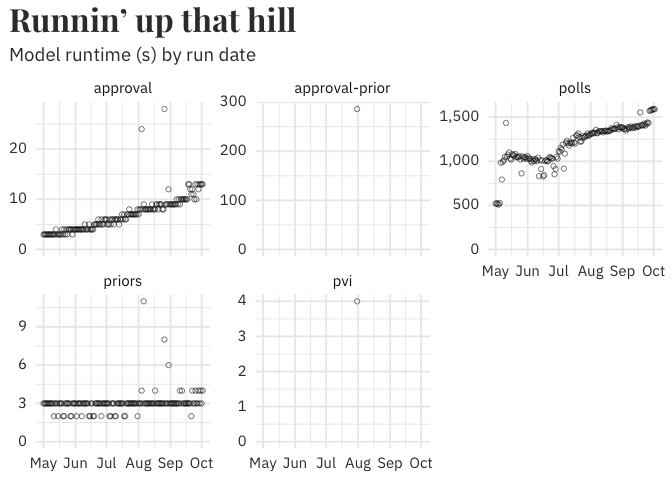 Runnin’ up that hill
Model runtime (s) by run date
approval
approval-prior
polls
20
10
0
300
200
100
0
1,500
1,000
500
0
May Jun Jul Aug Sep Oct
priors
pvi
9
6
3
0
4
3
2
1
0
May Jun Jul Aug Sep Oct
May Jun Jul Aug Sep Oct